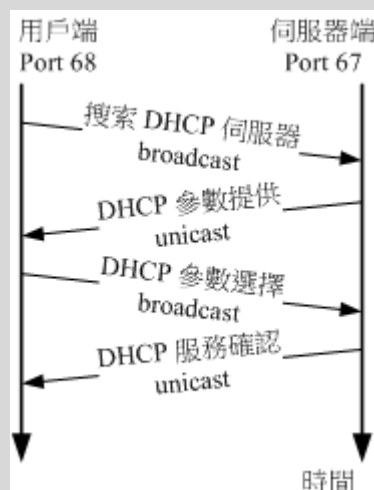 用戶端
Port 68
伺服器端
Port 67
搜索 DHCP 伺服器
broadcast
DHCP 參數提供
unicast
DHCP 參數選擇
broadcast
DHCP 服務確認
unicast
時間